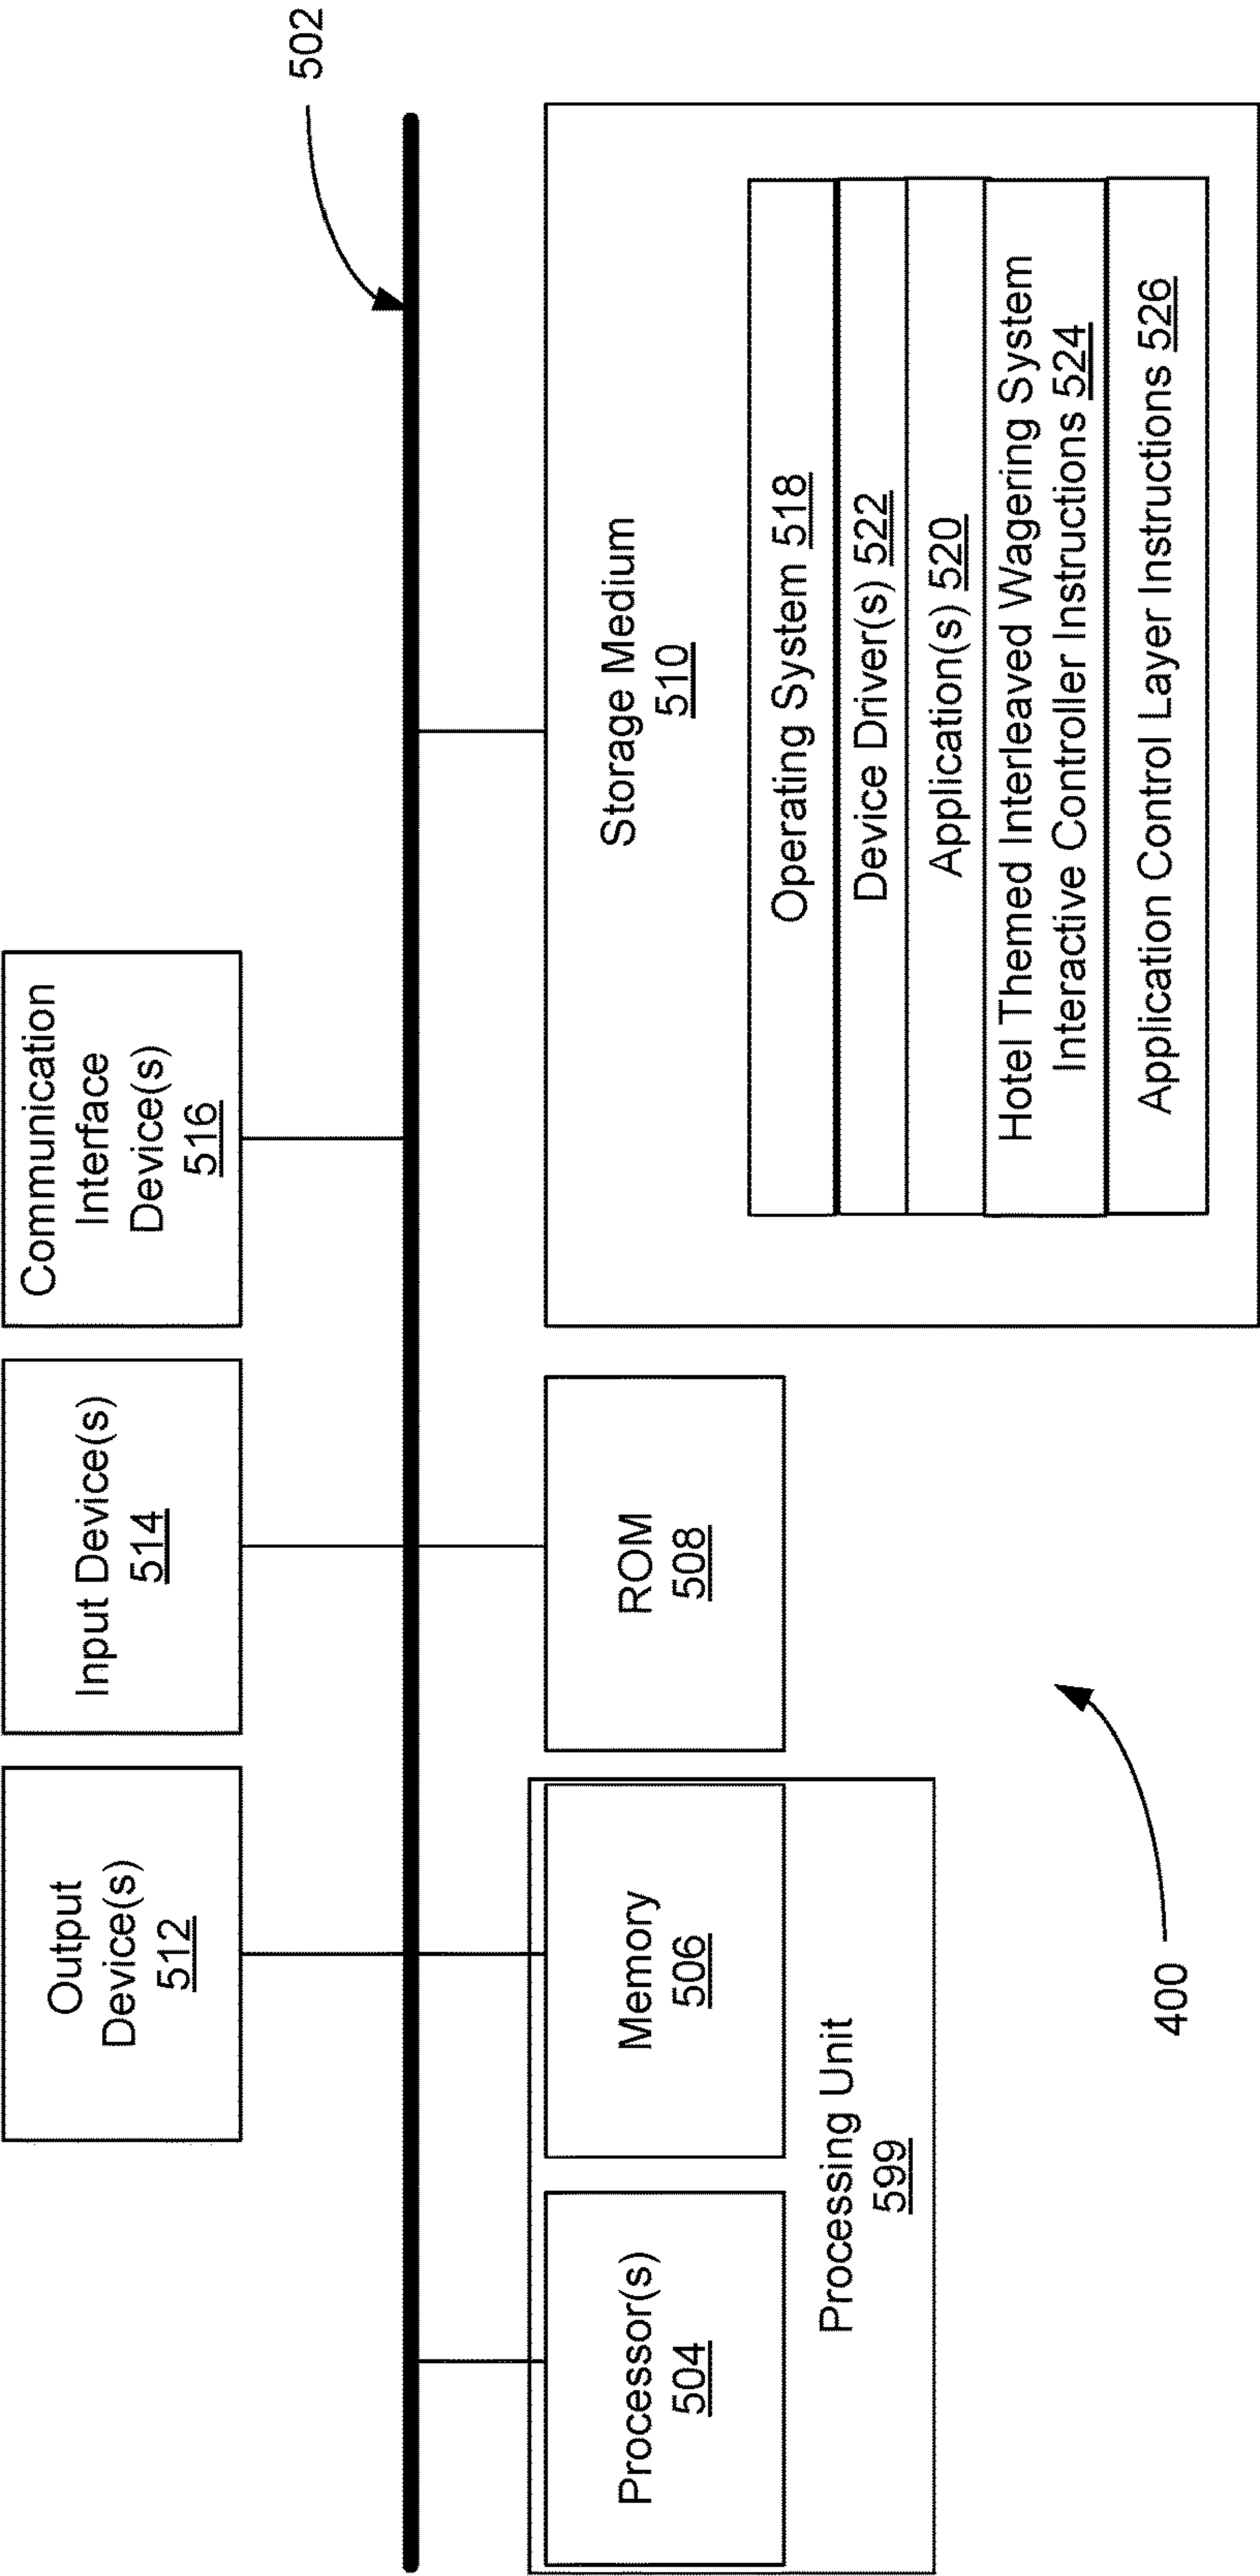 502
Output
Device(s)
512
Input Device(s)
514
Communication
Interface
Device(s)
516
Processor(s)
504
Memory
506
Processing Unit
599
ROM
508
Storage Medium
510
Operating System 518
Device Driver(s) 522
Application(s) 520
Hotel Themed Interleaved Wagering System
Interactive Controller Instructions 524
Application Control Layer Instructions 526
400